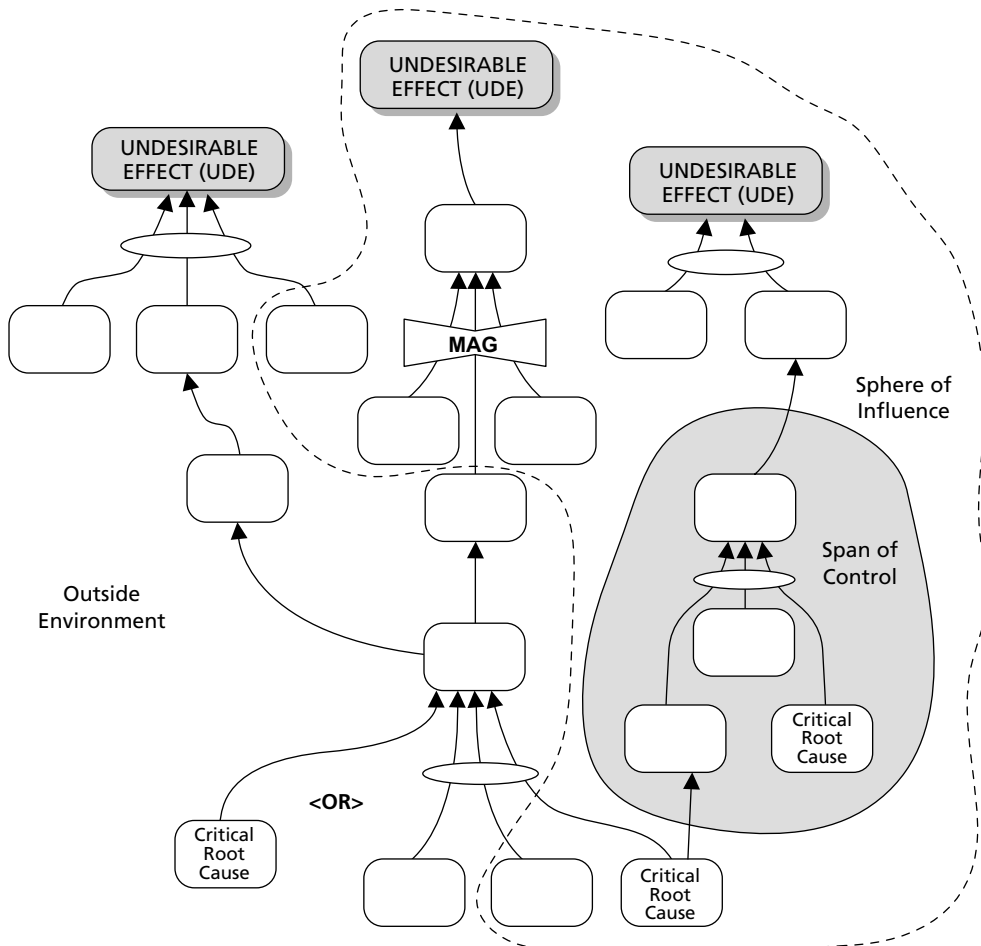 UNDESIRABLE
EFFECT (UDE)
UNDESIRABLE
EFFECT (UDE)
UNDESIRABLE
EFFECT (UDE)
MAG
Sphere of
Influence
Span of
Control
Outside
Environment
Critical
Root
Cause
<OR>
Critical
Root
Cause
Critical
Root
Cause